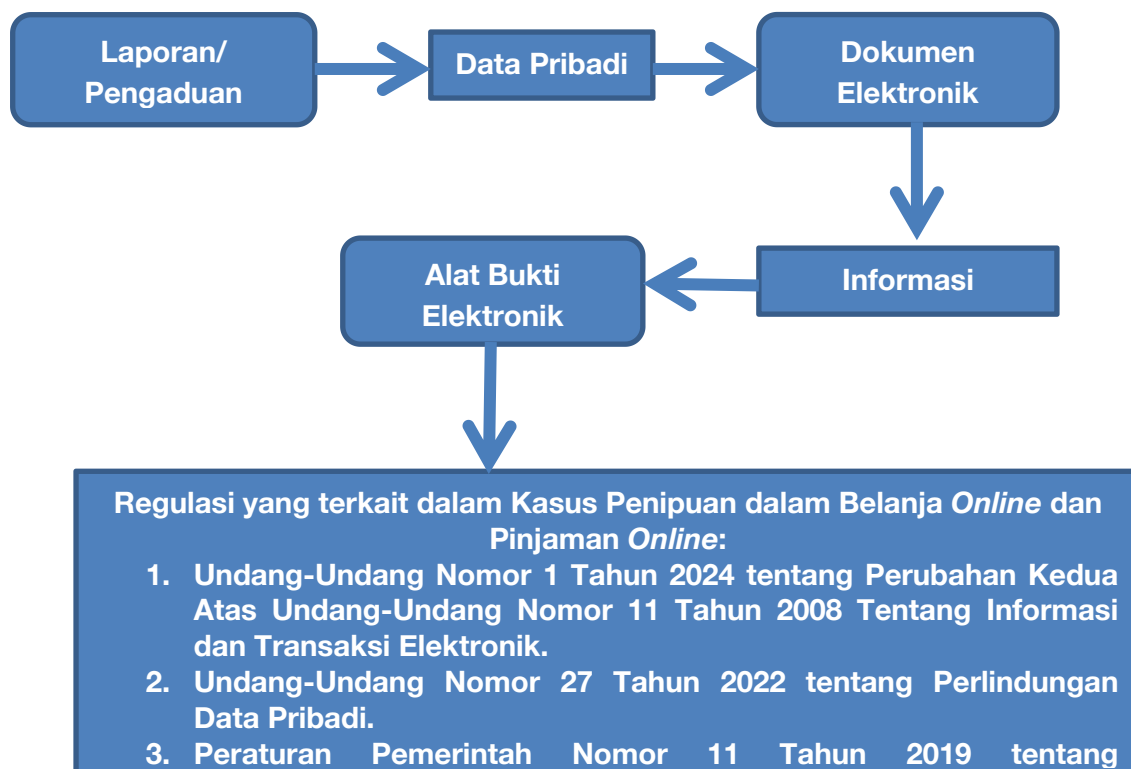 Laporan/
Pengaduan
Data Pribadi
Dokumen
Elektronik
Informasi
Alat Bukti
Elektronik
Regulasi yang terkait dalam Kasus Penipuan dalam Belanja Online dan
Pinjaman Online:
1. Undang-Undang Nomor 1 Tahun 2024 tentang Perubahan Kedua
Atas Undang-Undang Nomor 11 Tahun 2008 Tentang Informasi
dan Transaksi Elektronik.
2. Undang-Undang Nomor 27 Tahun 2022 tentang Perlindungan
Data Pribadi.
3. Peraturan Pemerintah Nomor 11 Tahun 2019 tentang